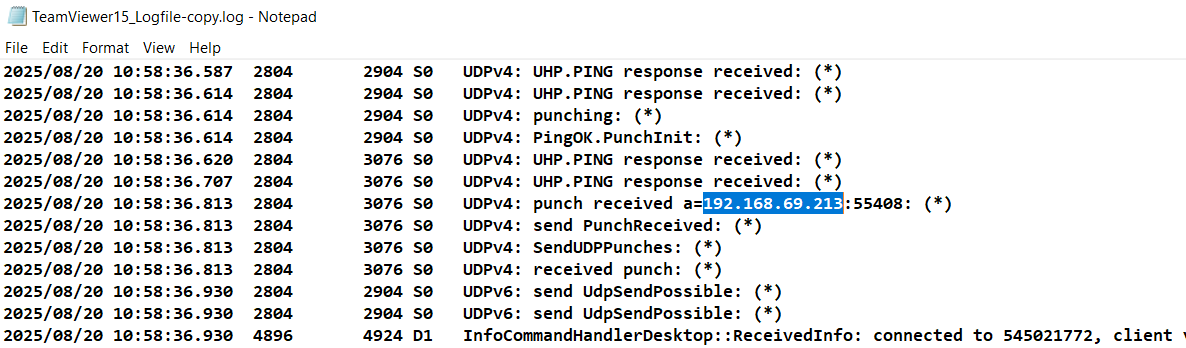 TeamViewer15_Logfile-copy.log - Notepad
File Edit Format View Help
2025/08/20 10:58:36.587 2804 2904 S0 UDPv4: UHP.PING response received: (*)
2025/08/20 10:58:36.614 2804 2904 S0 UDPv4: UHP.PING response received: (*)
2025/08/20 10:58:36.614 2804 2904 S0 UDPv4: punching: (*)
2025/08/20 10:58:36.614 2804 2904 S0 UDPv4: PingOK.PunchInit: (*)
2025/08/20 10:58:36.620 2804 3076 S0 UDPv4: UHP.PING response received: (*)
2025/08/20 10:58:36.707 2804 3076 S0 UDPv4: UHP.PING response received: (*)
2025/08/20 10:58:36.813 2804 3076 S0 UDPv4: punch received a=192.168.69.213:55408: (*)
2025/08/20 10:58:36.813 2804 3076 S0 UDPv4: send PunchReceived: (*)
2025/08/20 10:58:36.813 2804 3076 S0 UDPv4: SendUDPPunches: (*)
2025/08/20 10:58:36.813 2804 3076 S0 UDPv4: received punch: (*)
2025/08/20 10:58:36.930 2804 2904 S0 UDPv6: send UdpSendPossible: (*)
2025/08/20 10:58:36.930 2804 2904 S0 UDPv6: send UdpSendPossible: (*)
2025/08/20 10:58:36.930 4896 4924 D1 InfoCommandHandlerDesktop::ReceivedInfo: connected to 545021772, client